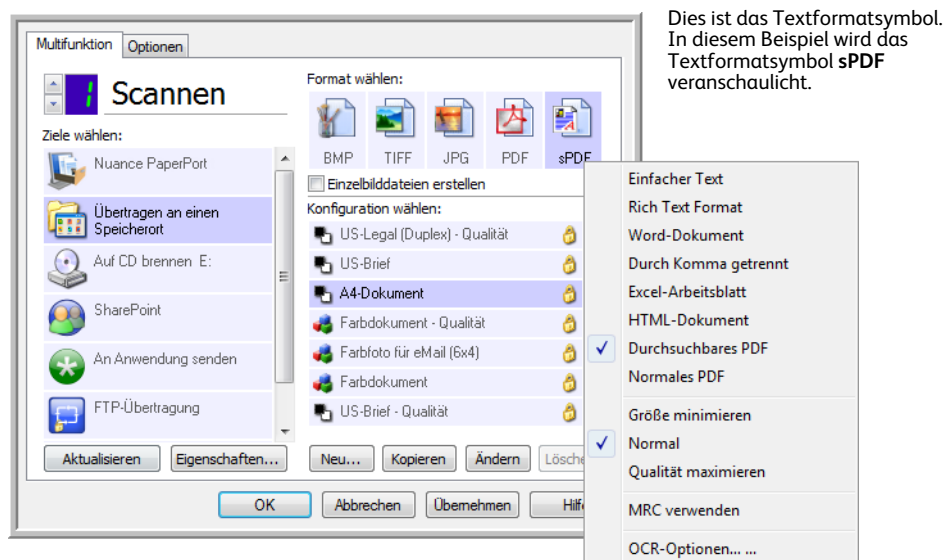 Dies ist das Textformatsymbol.
In diesem Beispiel wird das
Textformatsymbol sPDF
veranschaulicht.
Multifunktion
Optionen
1 Scannen
Ziele wählen:
Nuance PaperPort
Übertragen an einen
Speicherort
Auf CD brennen E:
SharePoint
An Anwendung senden
FTP-Übertragung
Aktualisieren
Eigenschaften...
Format wählen:
BMP TIFF JPG PDF sPDF
Einzelbilddateien erstellen
Konfiguration wählen:
US-Legal (Duplex) - Qualität
US-Brief
A4-Dokument
Farbdokument - Qualität
Farbfoto für eMail (6x4)
Farbdokument
US-Brief - Qualität
Neu... Kopieren Ändern Lösche
OK Abbrechen Übernehmen Hilfe
Einfacher Text
Rich Text Format
Word-Dokument
Durch Komma getrennt
Excel-Arbeitsblatt
HTML-Dokument
Durchsuchbares PDF
Normales PDF
Größe minimieren
Normal
Qualität maximieren
MRC verwenden
OCR-Optionen... ...